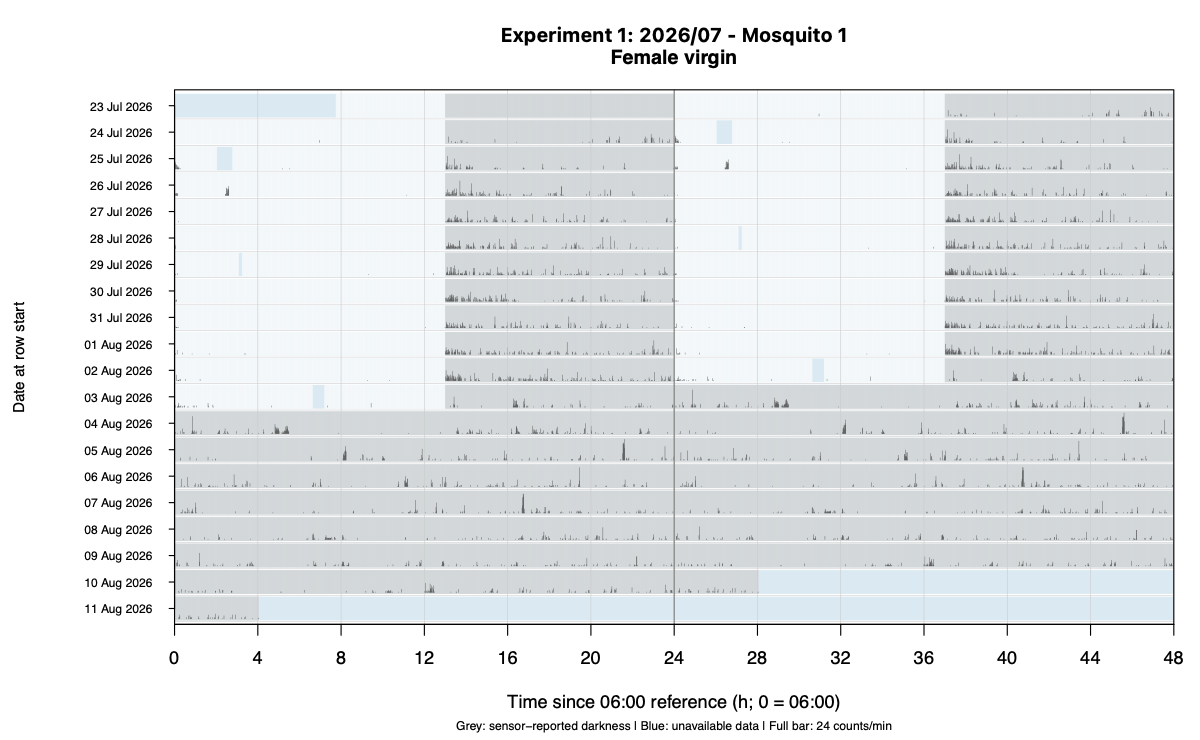 Experiment 1: 2026/07 - Mosquito 1
Female virgin
Date at row start
23 Jul 2026
24 Jul 2026
25 Jul 2026
26 Jul 2026
27 Jul 2026
28 Jul 2026
29 Jul 2026
30 Jul 2026
31 Jul 2026
01 Aug 2026
02 Aug 2026
03 Aug 2026
04 Aug 2026
05 Aug 2026
06 Aug 2026
07 Aug 2026
08 Aug 2026
09 Aug 2026
10 Aug 2026
11 Aug 2026
0 4 8 12 16 20 24 28 32 36 40 44 48
Time since 06:00 reference (h; 0 = 06:00)
Grey: sensor−reported darkness | Blue: unavailable data | Full bar: 24 counts/min